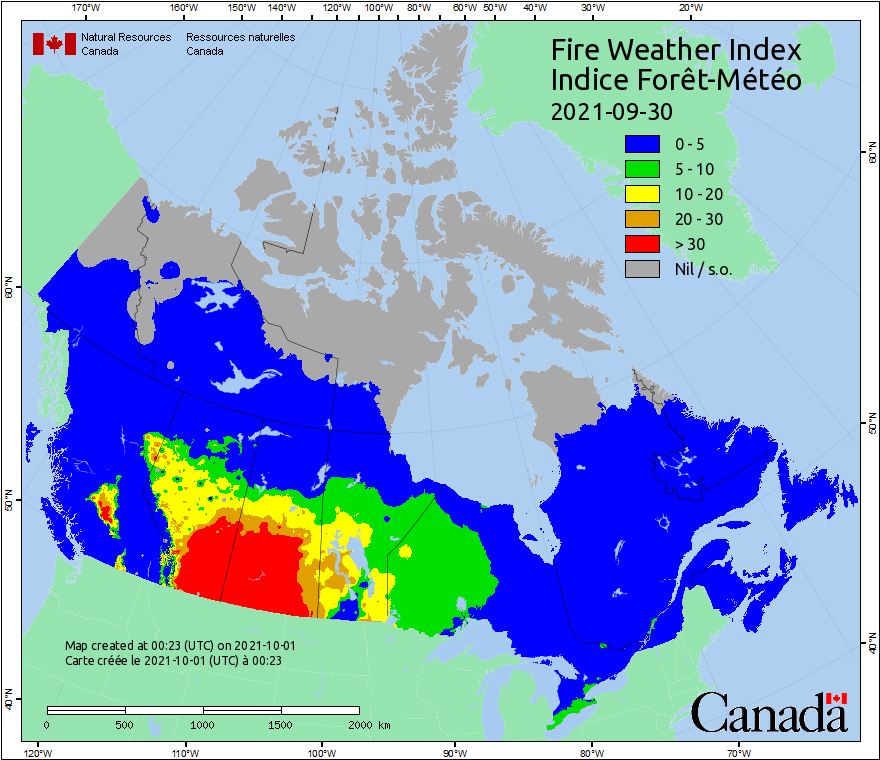 170°W 160°W 150°W 140°W 130°W 120°W 110°W 100°W 90°W 80°W 70°W 60°W 50°W 40°W 30°W 20°W
Natural Resources Canada
Ressources naturelles Canada
Fire Weather Index
Indice Forêt-Météo
2021-09-30
0 - 5
5 - 10
10 - 20
20 - 30
> 30
Nil / s.o.
60°N
50°N
40°N
60°N
50°N
40°N
Map created at 00:23 (UTC) on 2021-10-01
Carte créée le 2021-10-01 (UTC) à 00:23
0 500 1000 1500 2000 km
Canada
120°W 110°W 100°W 90°W 80°W 70°W